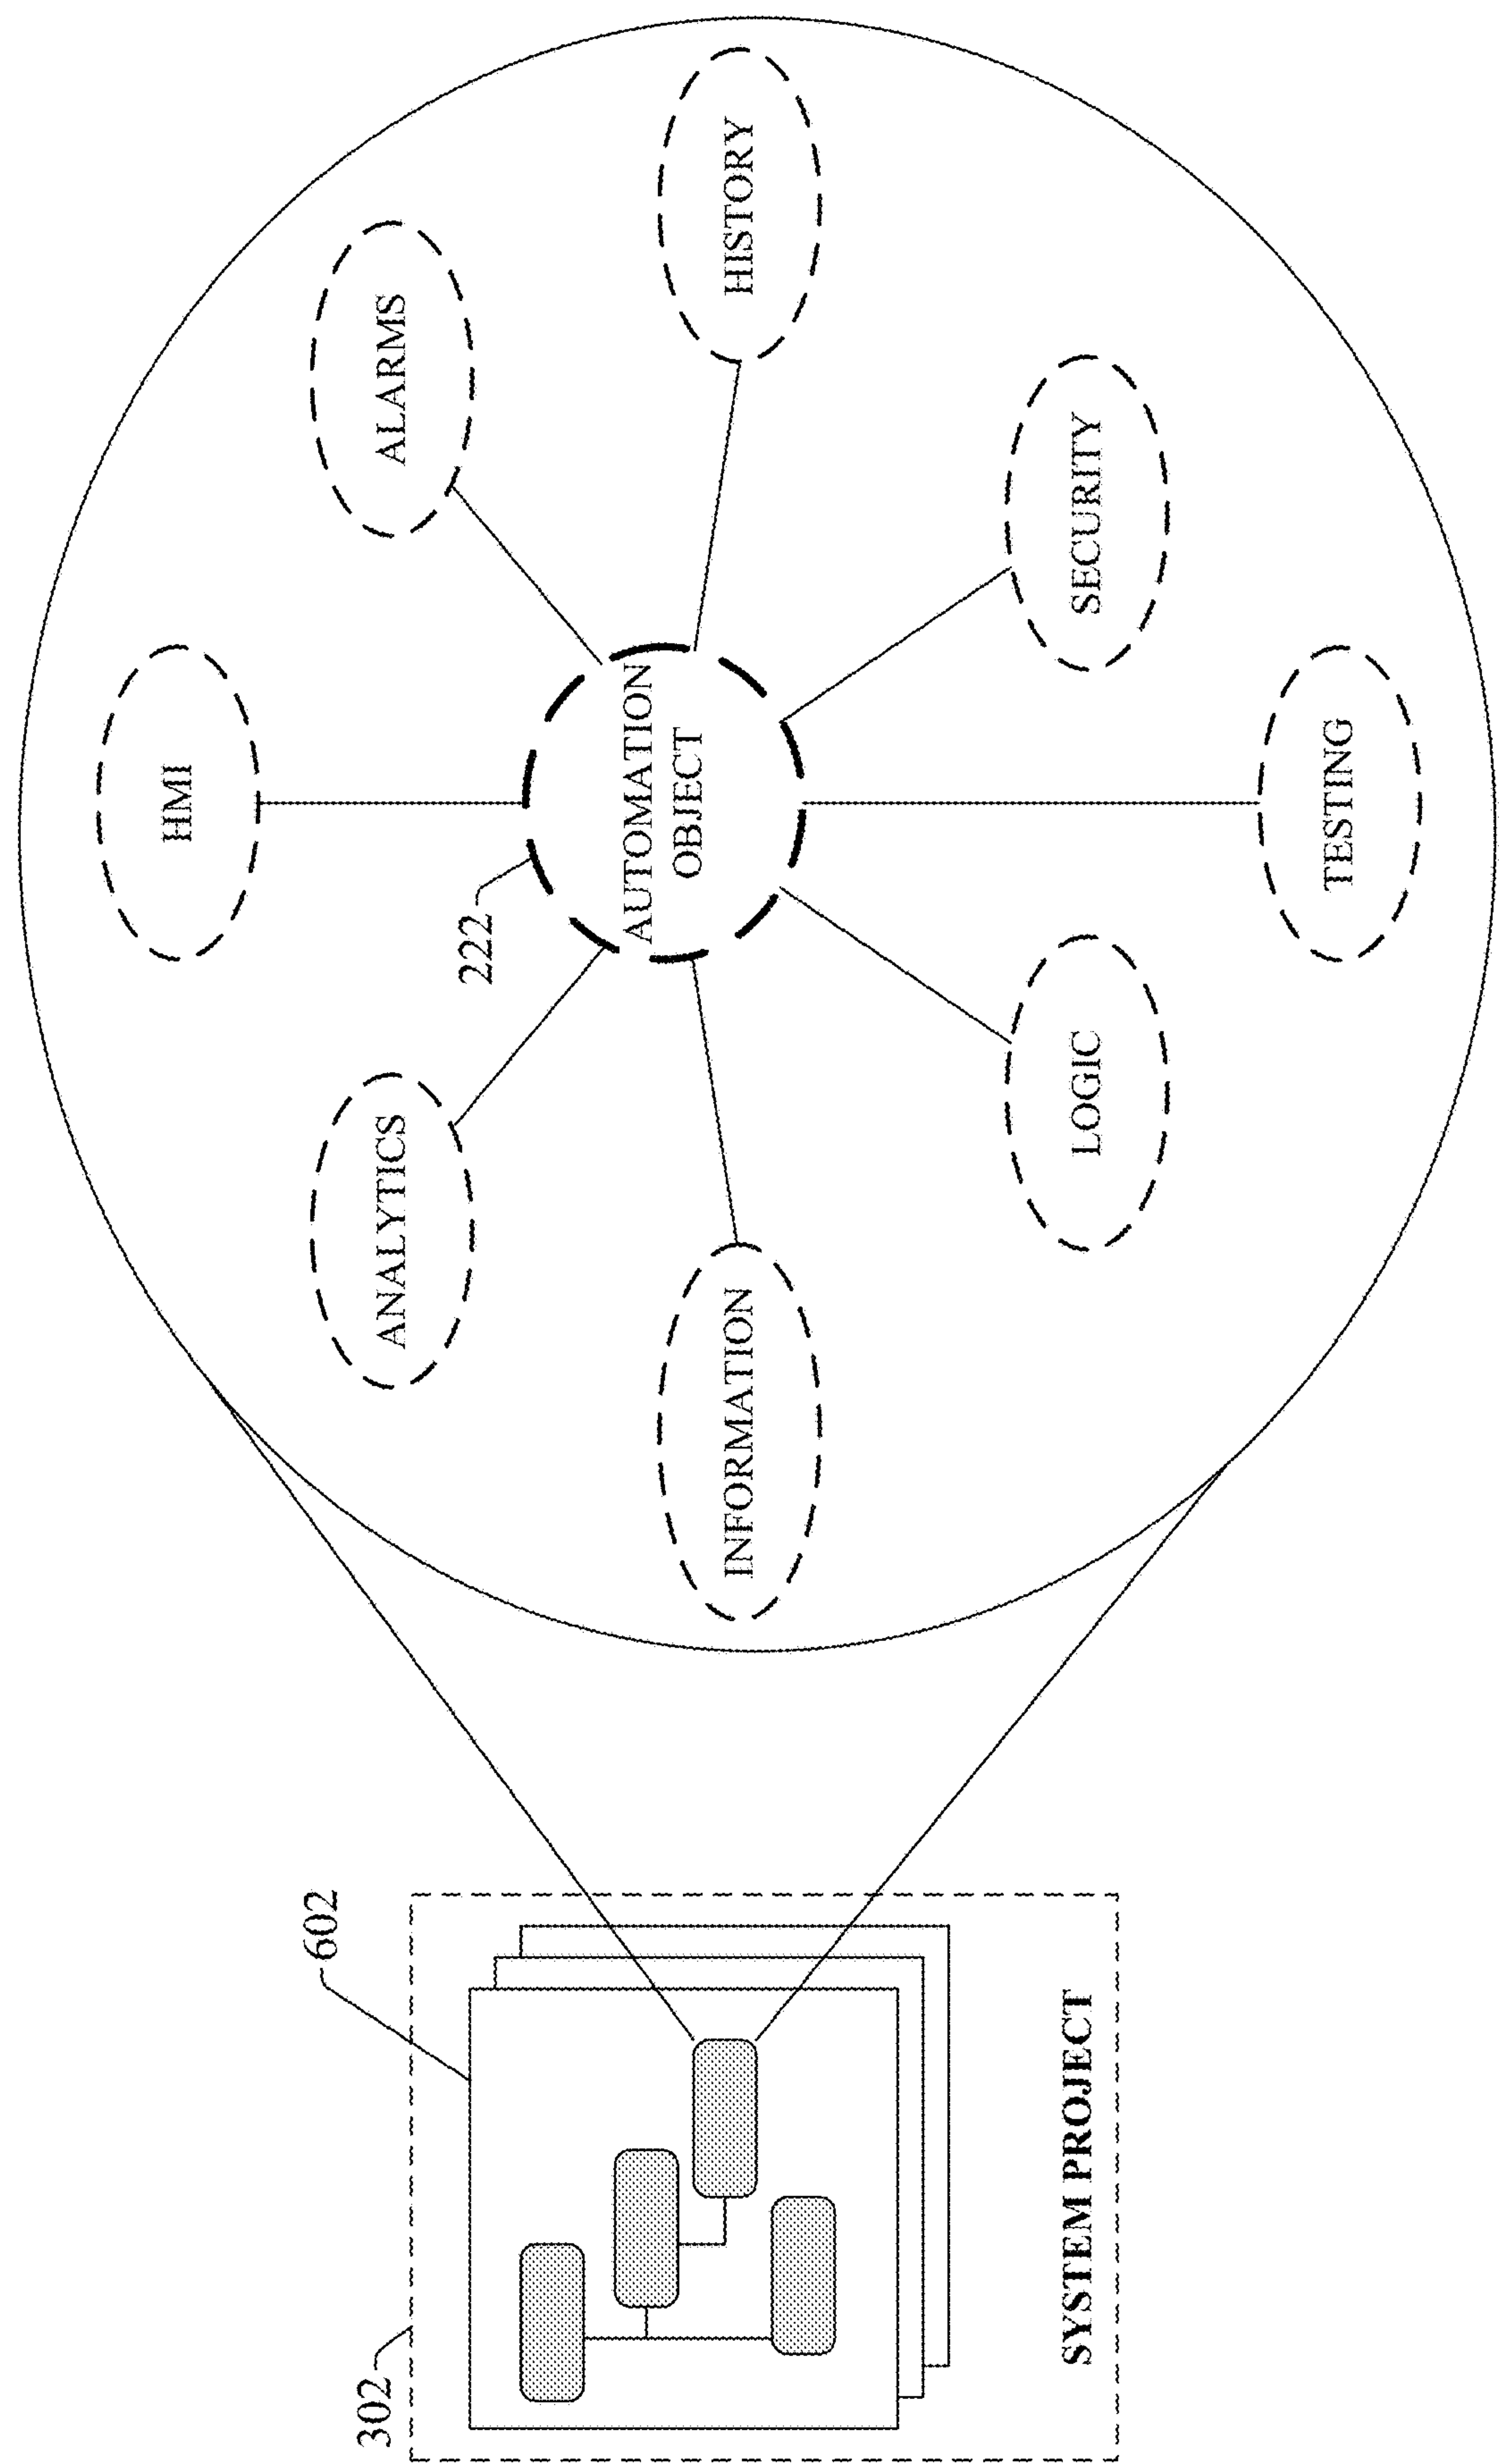 HMI
ANALYTICS
ALARMS
222
AUTOMATION
OBJECT
INFORMATION
HISTORY
LOGIC
SECURITY
TESTING
302
602
SYSTEM PROJECT